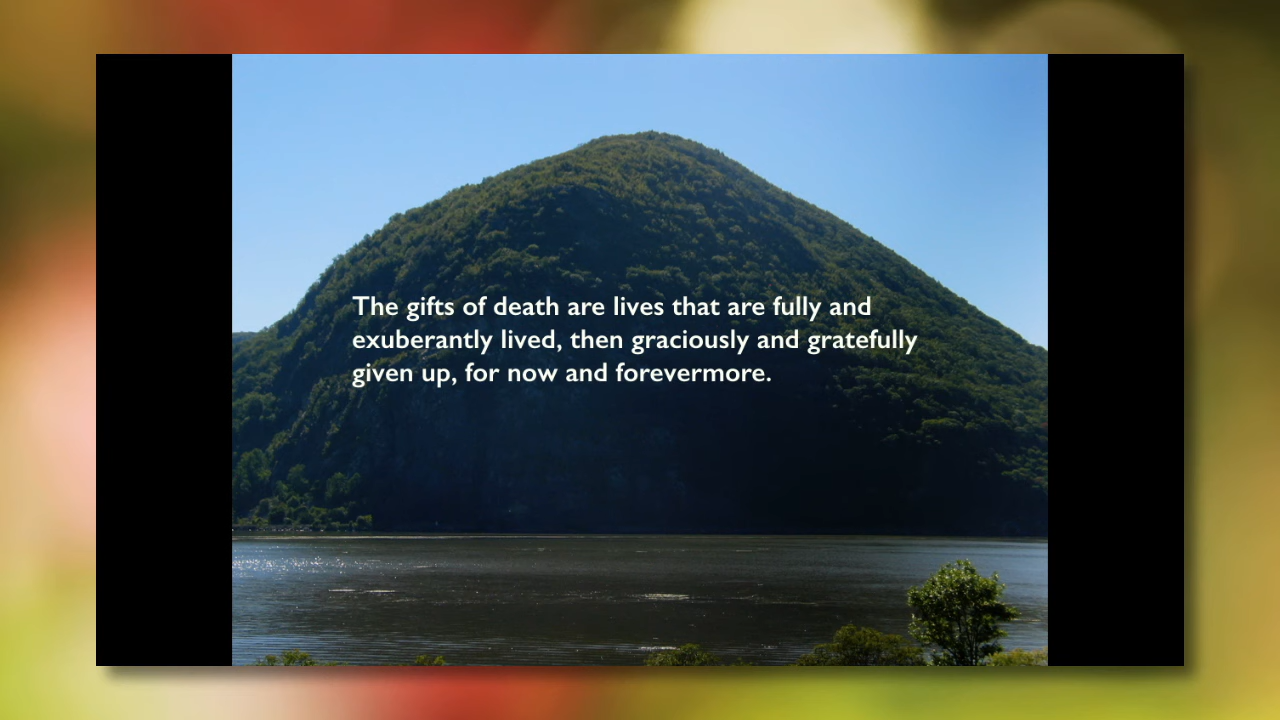 The gifts of death are lives that are fully and
exuberantly lived, then graciously and gratefully
given up, for now and forevermore.